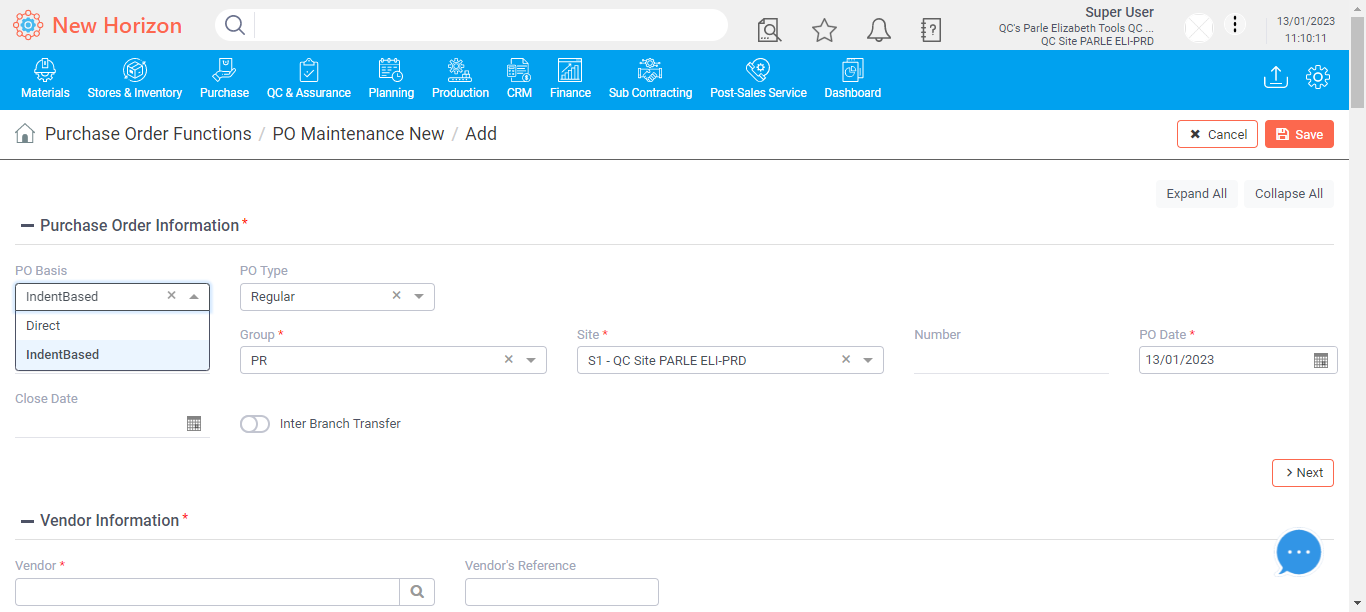 New Horizon
Super User
QC's Parle Elizabeth Tools QC ...
QC Site PARLE ELI-PRD
13/01/2023
11:10:11
Materials
Stores & Inventory
Purchase
QC & Assurance
Planning
Production
CRM
Finance
Sub Contracting
Post-Sales Service
Dashboard
Purchase Order Functions / PO Maintenance New / Add
Cancel
Save
Expand All
Collapse All
Purchase Order Information *
PO Basis
PO Type
IndentBased
Regular
Direct
IndentBased
Group *
Site *
Number
PO Date *
PR
S1 - QC Site PARLE ELI-PRD
13/01/2023
Close Date
Inter Branch Transfer
Next
Vendor Information *
Vendor *
Vendor's Reference